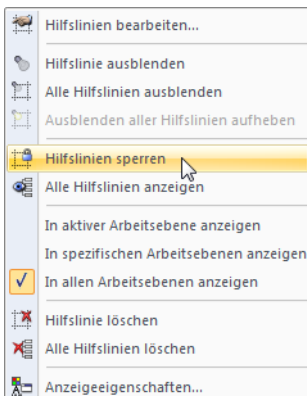 Hilfslinien bearbeiten...
Hilfslinie ausblenden
Alle Hilfslinien ausblenden
Ausblenden aller Hilfslinien aufheben
Hilfslinien sperren
Alle Hilfslinien anzeigen
In aktiver Arbeitsebene anzeigen
In spezifischen Arbeitsebenen anzeigen
In allen Arbeitsebenen anzeigen
Hilfslinie löschen
Alle Hilfslinien löschen
Anzeigeeigenschaften...